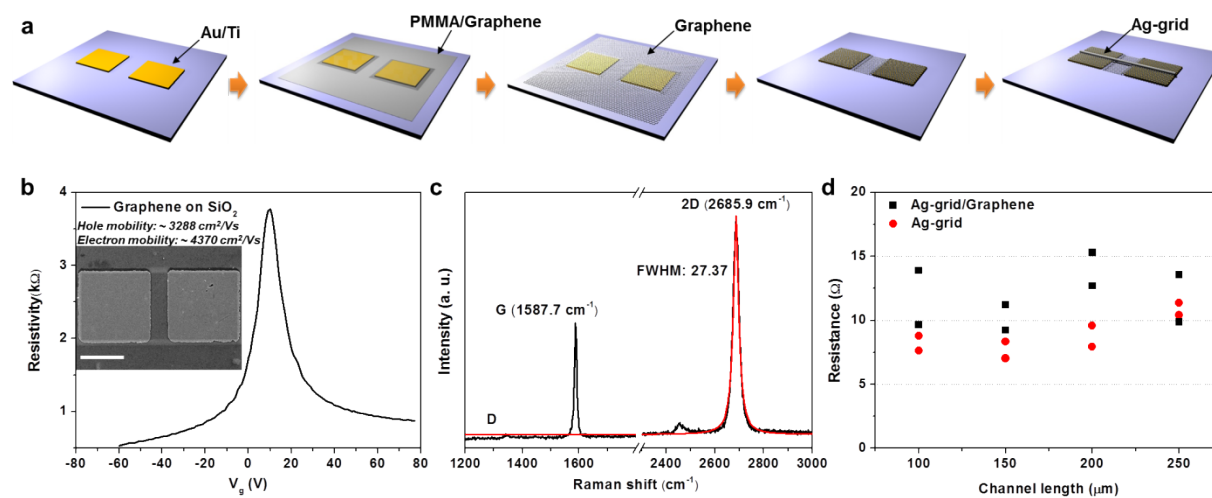 a
Au/Ti
PMMA/Graphene
Graphene
Ag-grid
b
Graphene on SiO₂
Hole mobility: ~ 3288 cm²/Vs
Electron mobility: ~ 4370 cm²/Vs
Resistivity(kΩ)
4
3
2
1
-80 -60 -40 -20 0 20 40 60 80
V_g (V)
c
2D (2685.9 cm⁻¹)
FWHM: 27.37
G (1587.7 cm⁻¹)
D
Intensity (a. u.)
1200 1400 1600 2400 2600 2800 3000
Raman shift (cm⁻¹)
d
Ag-grid/Graphene
Ag-grid
Resistance (Ω)
20
15
10
5
0
100 150 200 250
Channel length (μm)